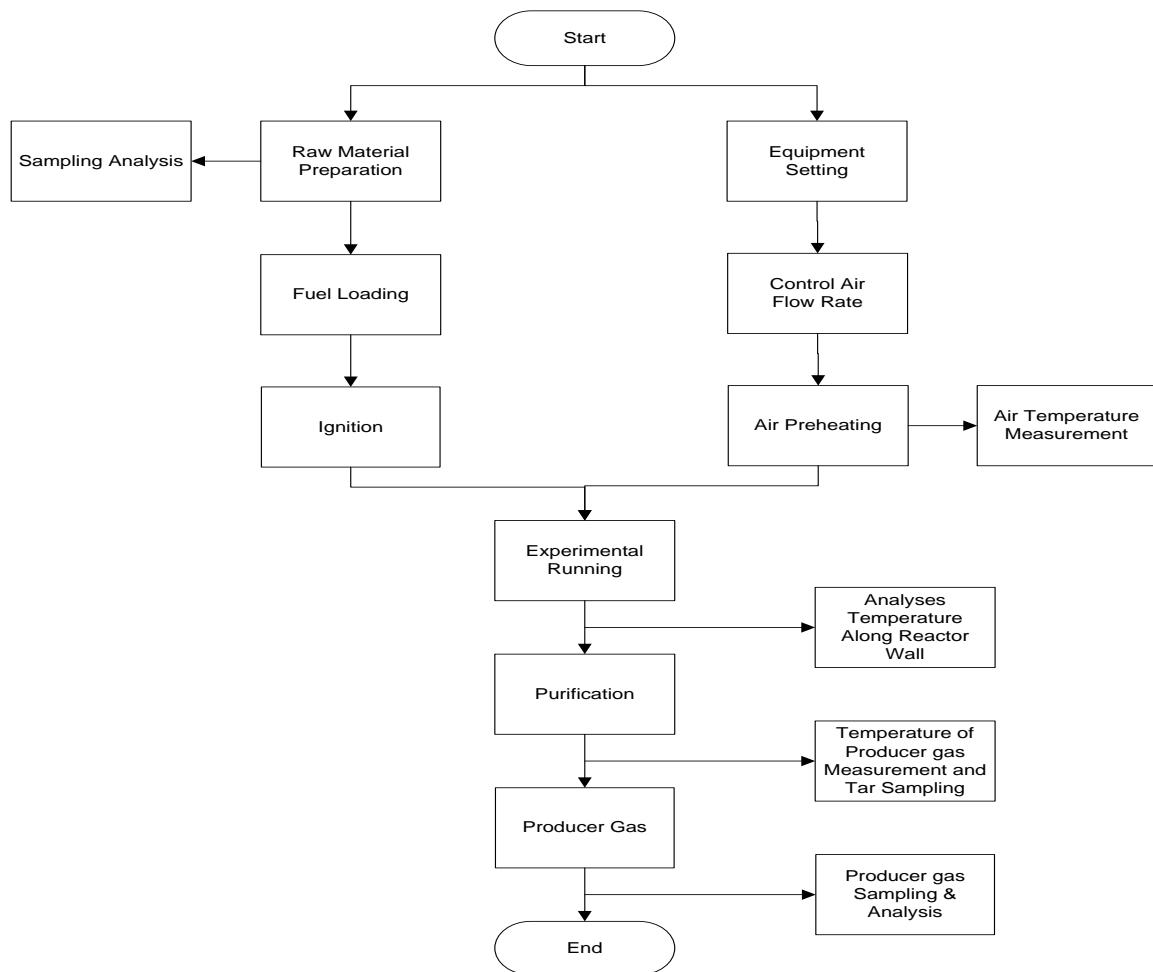 Start
Sampling Analysis
Raw Material
Preparation
Equipment
Setting
Fuel Loading
Control Air
Flow Rate
Ignition
Air Preheating
Air Temperature
Measurement
Experimental
Running
Analyses
Temperature
Along Reactor
Wall
Purification
Temperature of
Producer gas
Measurement and
Tar Sampling
Producer Gas
Producer gas
Sampling &
Analysis
End